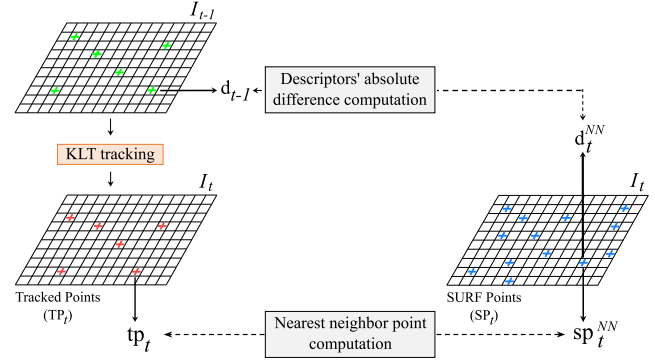 I_{t-1}
d_{t-1}
Descriptors' absolute
difference computation
d_t^{NN}
KLT tracking
I_t
I_t
Tracked Points
(TP_t)
SURF Points
(SP_t)
tp_t
Nearest neighbor point
computation
sp_t^{NN}